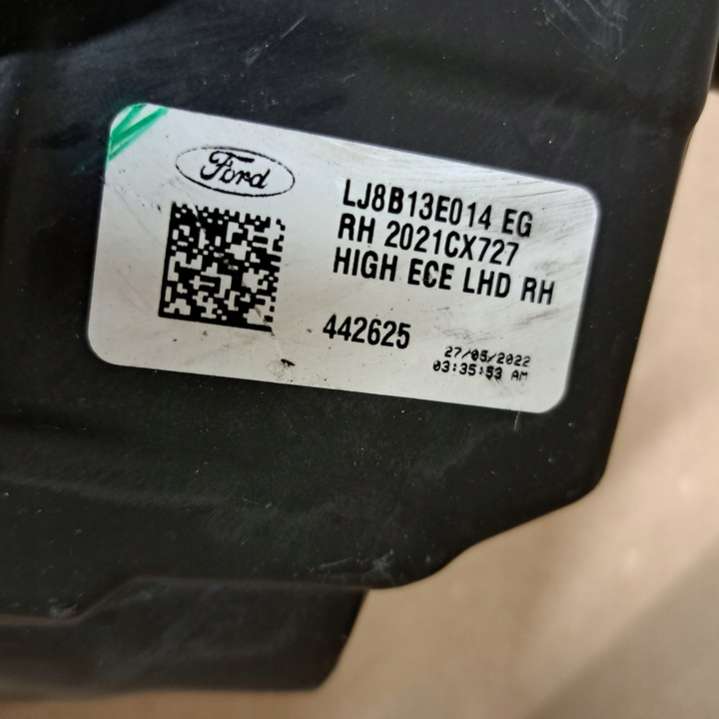 Ford
LJ8B13E014 EG
RH 2021CX727
HIGH ECE LHD RH
442625
27/05/2022
03:35:53 AM